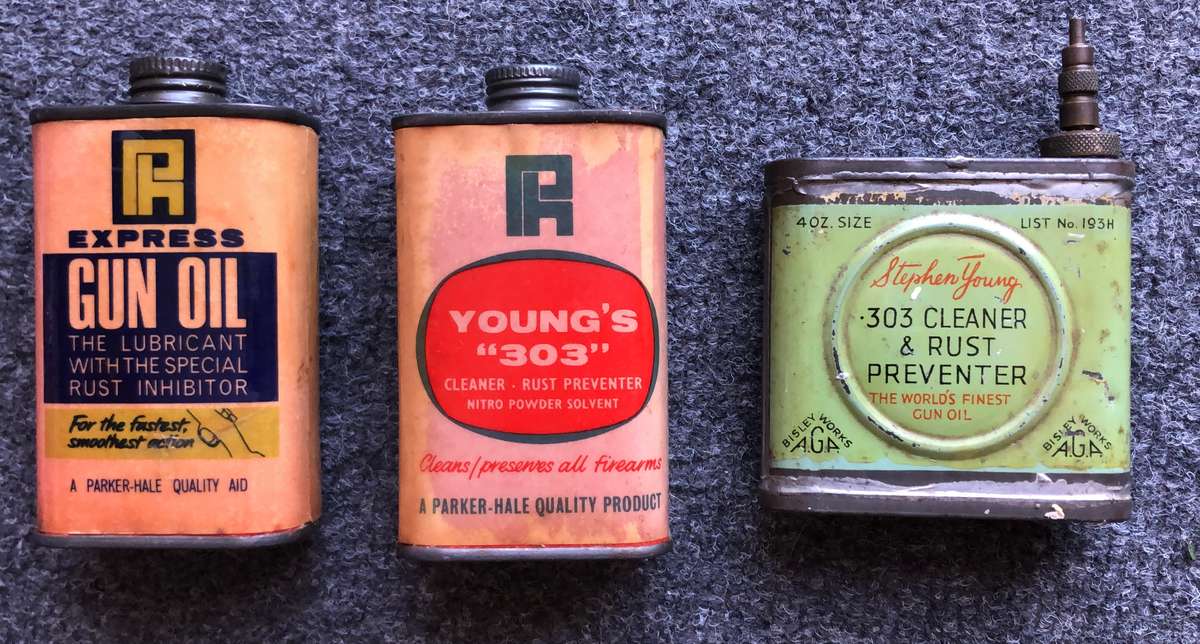 PH
EXPRESS
GUN OIL
THE LUBRICANT
WITH THE SPECIAL
RUST INHIBITOR
For the fastest,
smoothest action
A PARKER-HALE QUALITY AID
PH
YOUNG'S
"303"
CLEANER · RUST PREVENTER
NITRO POWDER SOLVENT
Cleans/preserves all firearms
A PARKER-HALE QUALITY PRODUCT
4OZ. SIZE LIST No. 193H
Stephen Young
·303 CLEANER
& RUST
PREVENTER
THE WORLD'S FINEST
GUN OIL
BISLEY WORKS
A.G.P.
BISLEY WORKS
A.G.P.